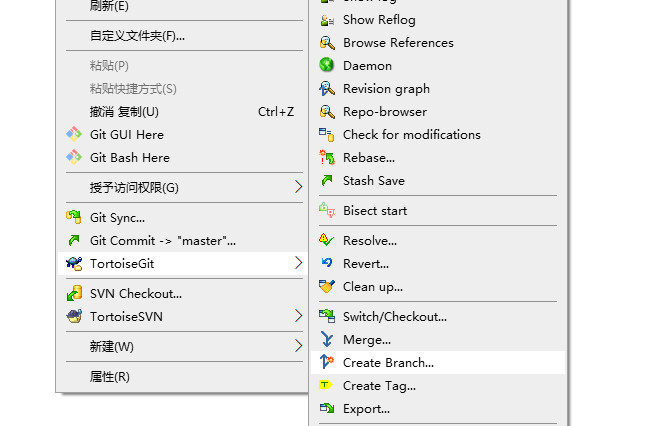 刷新(E)
自定义文件夹(F)...
粘贴(P)
粘贴快捷方式(S)
撤消 复制(U) Ctrl+Z
Git GUI Here
Git Bash Here
授予访问权限(G)
Git Sync...
Git Commit -> "master"...
TortoiseGit
SVN Checkout...
TortoiseSVN
新建(W)
属性(R)
Show Reflog
Browse References
Daemon
Revision graph
Repo-browser
Check for modifications
Rebase...
Stash Save
Bisect start
Resolve...
Revert...
Clean up...
Switch/Checkout...
Merge...
Create Branch...
Create Tag...
Export...